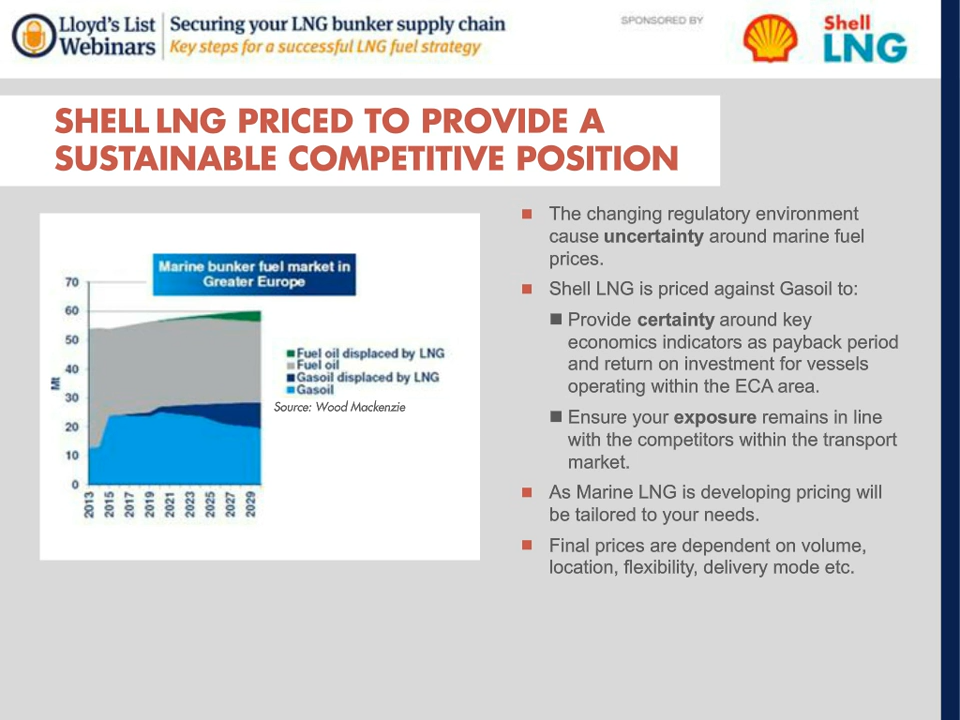 Lloyd's List
Webinars
Securing your LNG bunker supply chain
Key steps for a successful LNG fuel strategy
SPONSORED BY
Shell
LNG
SHELL LNG PRICED TO PROVIDE A
SUSTAINABLE COMPETITIVE POSITION
Marine bunker fuel market in
Greater Europe
70
60
50
40
30
20
10
0
Mt
2013
2015
2017
2019
2021
2023
2025
2027
2029
Fuel oil displaced by LNG
Fuel oil
Gasoil displaced by LNG
Gasoil
Source: Wood Mackenzie
The changing regulatory environment
cause uncertainty around marine fuel
prices.
Shell LNG is priced against Gasoil to:
Provide certainty around key
economics indicators as payback period
and return on investment for vessels
operating within the ECA area.
Ensure your exposure remains in line
with the competitors within the transport
market.
As Marine LNG is developing pricing will
be tailored to your needs.
Final prices are dependent on volume,
location, flexibility, delivery mode etc.